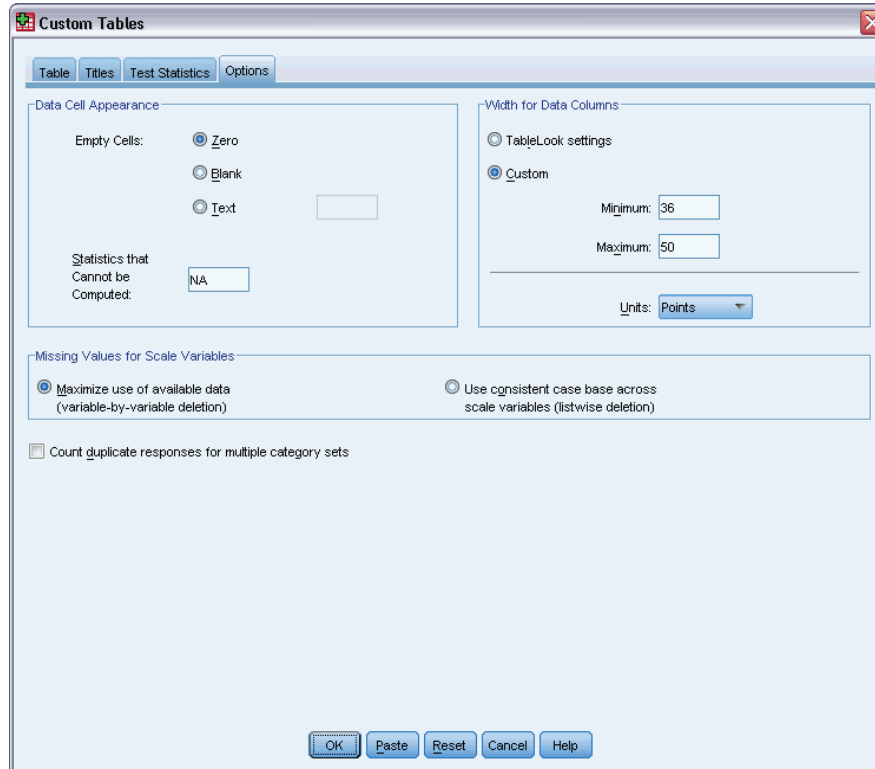 Custom Tables
Table Titles Test Statistics Options
Data Cell Appearance
Empty Cells:
Zero
Blank
Text
Statistics that
Cannot be
Computed:
NA
Width for Data Columns
TableLook settings
Custom
Minimum: 36
Maximum: 50
Units: Points
Missing Values for Scale Variables
Maximize use of available data
(variable-by-variable deletion)
Use consistent case base across
scale variables (listwise deletion)
Count duplicate responses for multiple category sets
OK Paste Reset Cancel Help